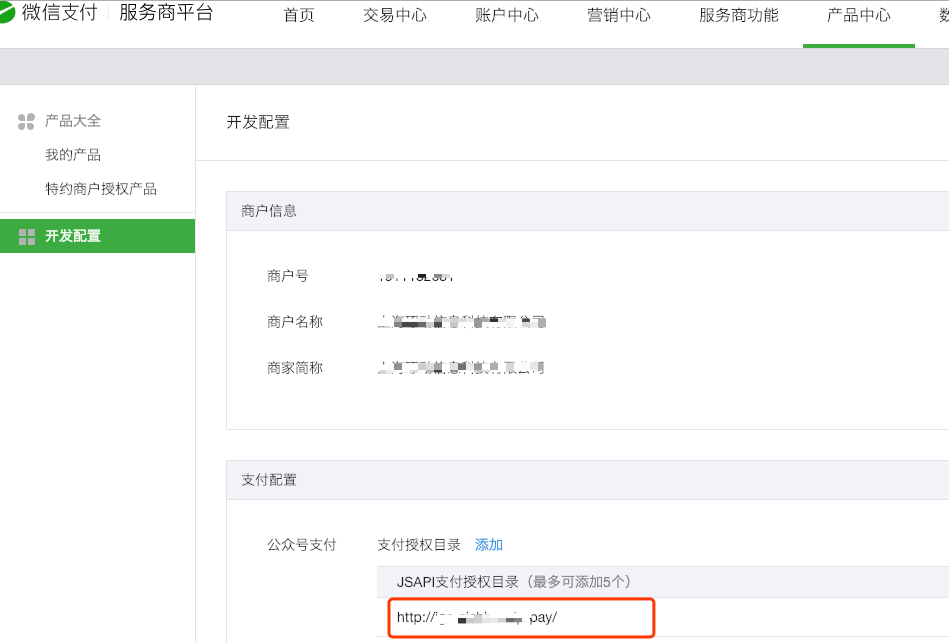 微信支付 服务商平台 首页 交易中心 账户中心 营销中心 服务商功能 产品中心
产品大全
我的产品
特约商户授权产品
开发配置
开发配置
商户信息
商户号
商户名称
商家简称
支付配置
公众号支付 支付授权目录 添加
JSAPI支付授权目录（最多可添加5个）
http:// pay/